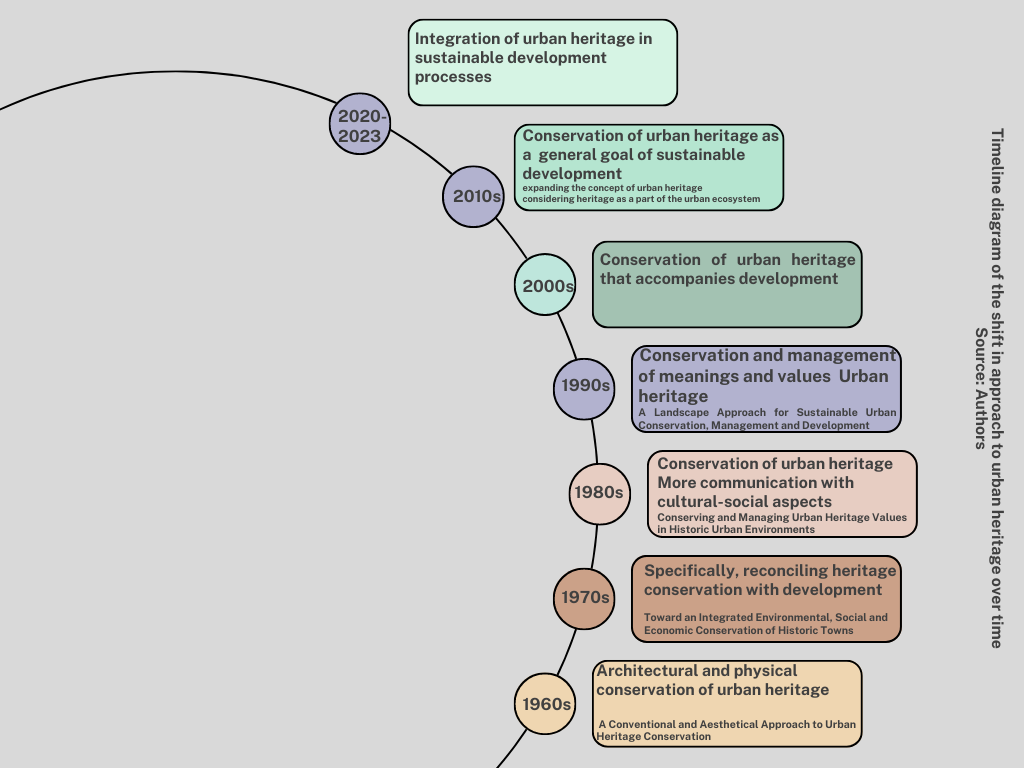 Integration of urban heritage in
sustainable development
processes
2020-
2023
Conservation of urban heritage as
a general goal of sustainable
development
expanding the concept of urban heritage
considering heritage as a part of the urban ecosystem
2010s
Conservation of urban heritage
that accompanies development
2000s
Conservation and management
of meanings and values Urban
heritage
A Landscape Approach for Sustainable Urban
Conservation, Management and Development
1990s
Conservation of urban heritage
More communication with
cultural-social aspects
Conserving and Managing Urban Heritage Values
in Historic Urban Environments
1980s
Specifically, reconciling heritage
conservation with development
Toward an Integrated Environmental, Social and
Economic Conservation of Historic Towns
1970s
Architectural and physical
conservation of urban heritage
A Conventional and Aesthetical Approach to Urban
Heritage Conservation
1960s
Timeline diagram of the shift in approach to urban heritage over time
Source: Authors